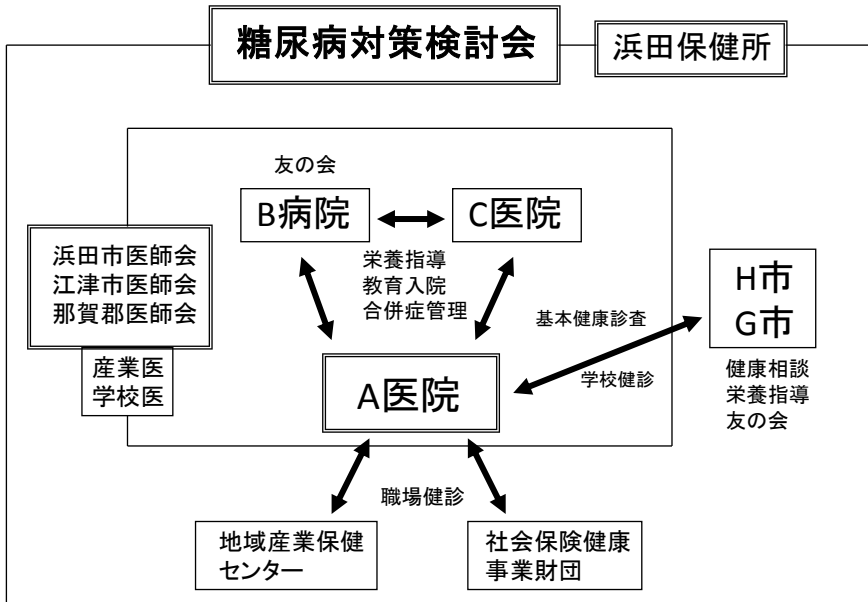 糖尿病対策検討会
浜田保健所
友の会
B病院
C医院
浜田市医師会
江津市医師会
那賀郡医師会
産業医
学校医
栄養指導
教育入院
合併症管理
基本健康診査
学校健診
H市
G市
健康相談
栄養指導
友の会
A医院
職場健診
地域産業保健
センター
社会保険健康
事業財団